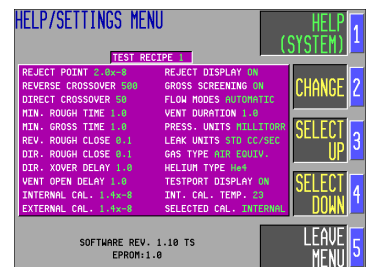 HELP/SETTINGS MENU
TEST RECIPE 1
REJECT POINT 2.0x-8
REVERSE CROSSOVER 500
DIRECT CROSSOVER 50
MIN. ROUGH TIME 1.0
MIN. GROSS TIME 1.0
REV. ROUGH CLOSE 0.1
DIR. ROUGH CLOSE 0.1
DIR. XOVER DELAY 1.0
VENT OPEN DELAY 1.0
INTERNAL CAL. 1.4x-8
EXTERNAL CAL. 1.4x-8
REJECT DISPLAY ON
GROSS SCREENING ON
FLOW MODES AUTOMATIC
VENT DURATION 1.0
PRESS. UNITS MILLITORR
LEAK UNITS STD CC/SEC
GAS TYPE AIR EQUIV.
HELIUM TYPE He4
TESTPORT DISPLAY ON
INT. CAL. TEMP. 23
SELECTED CAL. INTERNAL
SOFTWARE REV. 1.10 TS
EPROM:1.0
HELP
(SYSTEM) 1
CHANGE 2
SELECT
UP 3
SELECT
DOWN 4
LEAVE
MENU 5